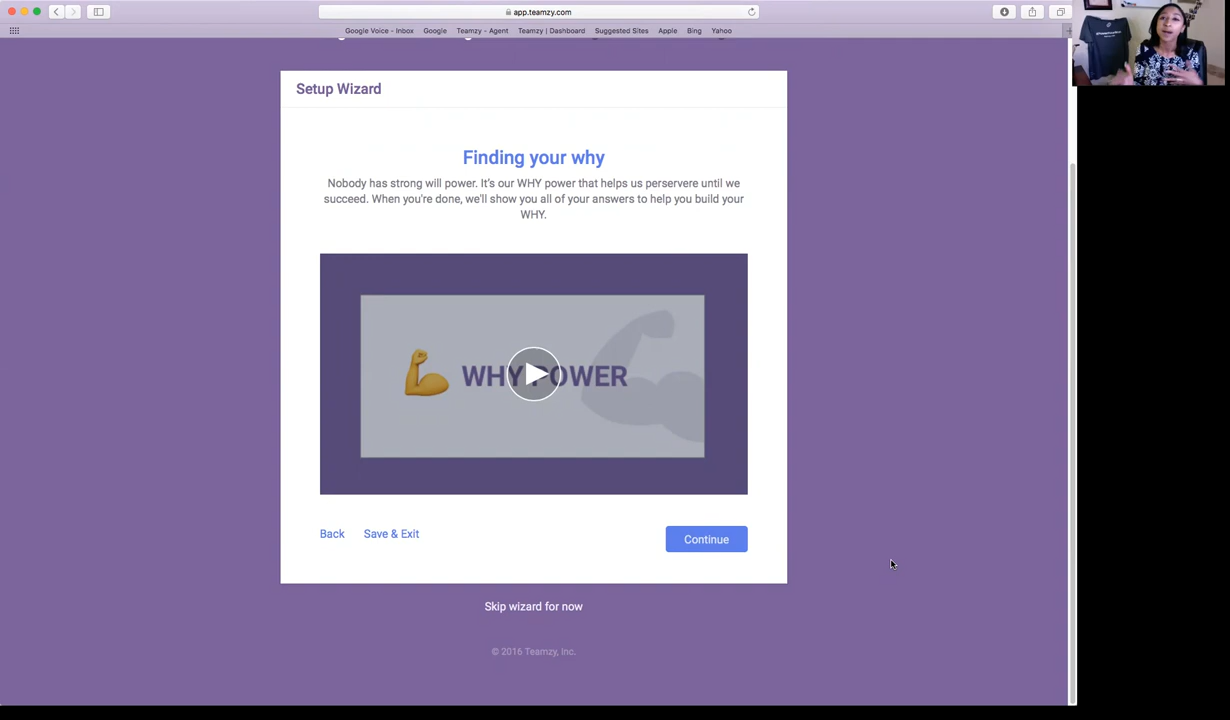 app.teamzy.com
Google Voice - Inbox Google Teamzy - Agent Teamzy | Dashboard Suggested Sites Apple Bing Yahoo
Setup Wizard
Finding your why
Nobody has strong will power. It's our WHY power that helps us perservere until we
succeed. When you're done, we'll show you all of your answers to help you build your
WHY.
WHY POWER
Back Save & Exit Continue
Skip wizard for now
© 2016 Teamzy, Inc.